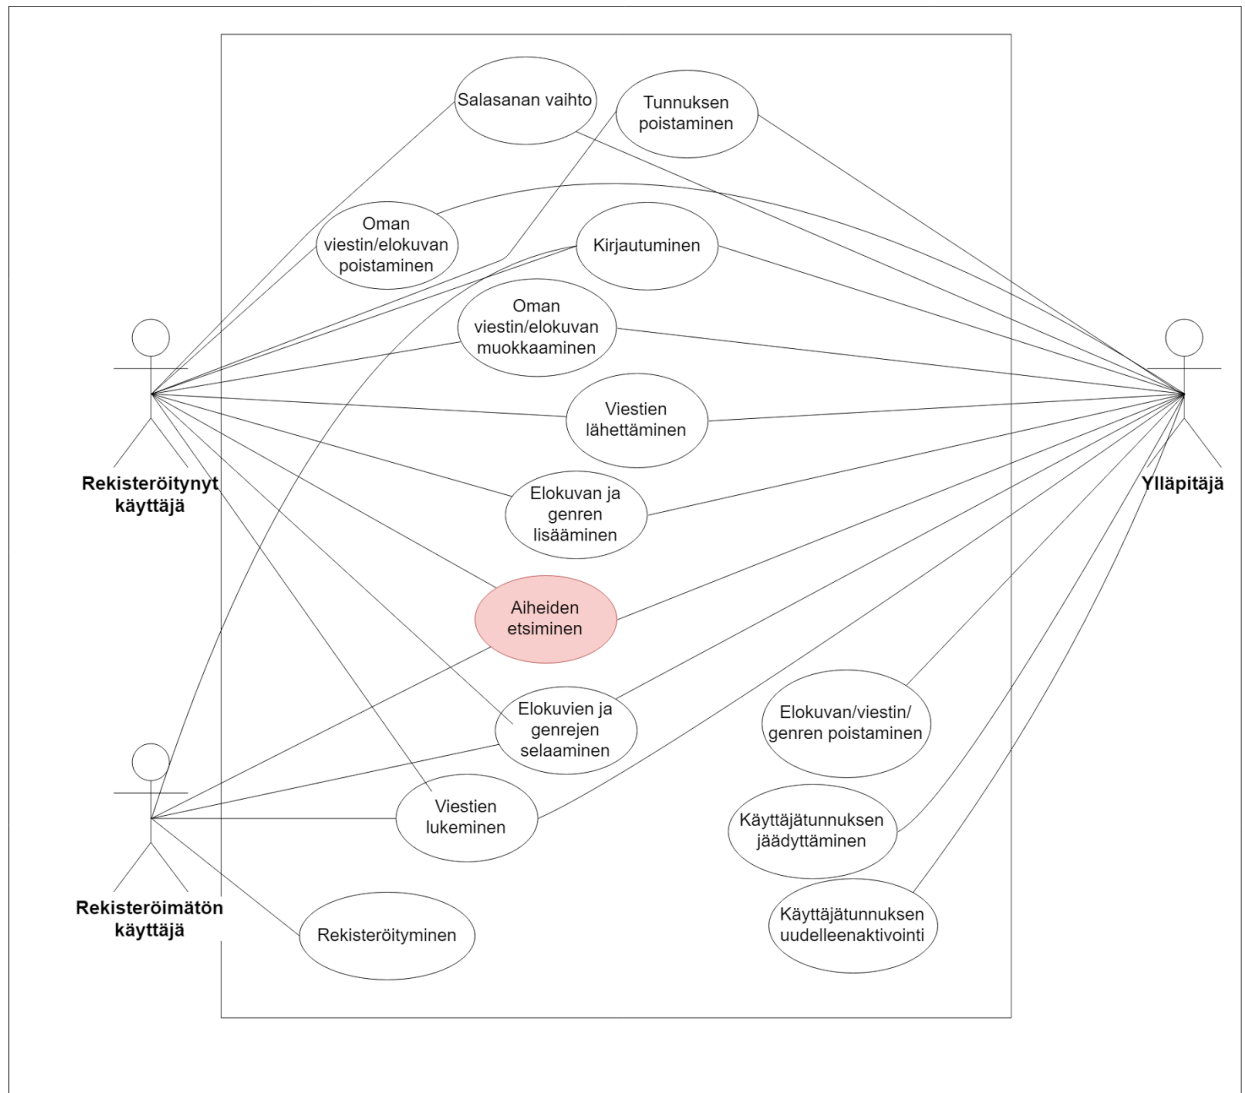 Salasanan vaihto
Tunnuksen
poistaminen
Oman
viestin/elokuvan
poistaminen
Kirjautuminen
Oman
viestin/elokuvan
muokkaaminen
Viestien
lähettäminen
Rekisteröitynyt
käyttäjä
Ylläpitäjä
Elokuvan ja
genren
lisääminen
Aiheiden
etsiminen
Elokuvien ja
genrejen
selaaminen
Elokuvan/viestin/
genren poistaminen
Viestien
lukeminen
Käyttäjätunnuksen
jäädyttäminen
Rekisteröimätön
käyttäjä
Rekisteröityminen
Käyttäjätunnuksen
uudelleenaktivointi